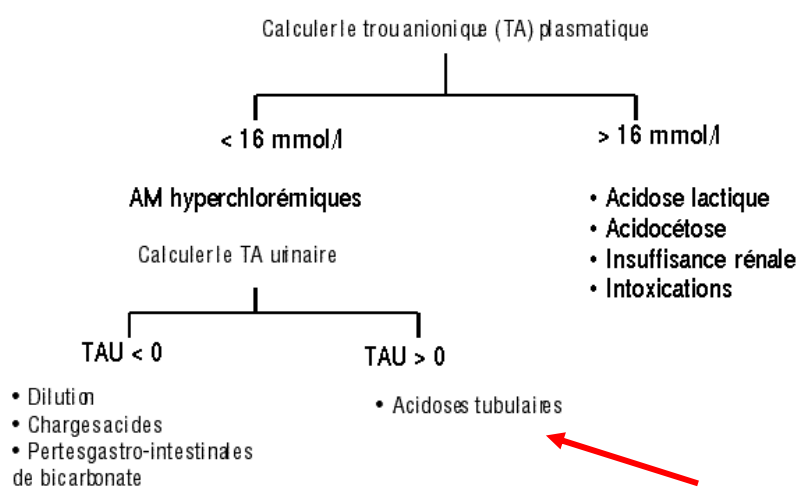 Calculer le trou anionique (TA) plasmatique
< 16 mmol/l
> 16 mmol/l
AM hyperchlorémiques
• Acidose lactique
• Acidocétose
• Insuffisance rénale
• Intoxications
Calculer le TA urinaire
TAU < 0
TAU > 0
• Dilution
• Charges acides
• Pertes gastro-intestinales
de bicarbonate
• Acidoses tubulaires